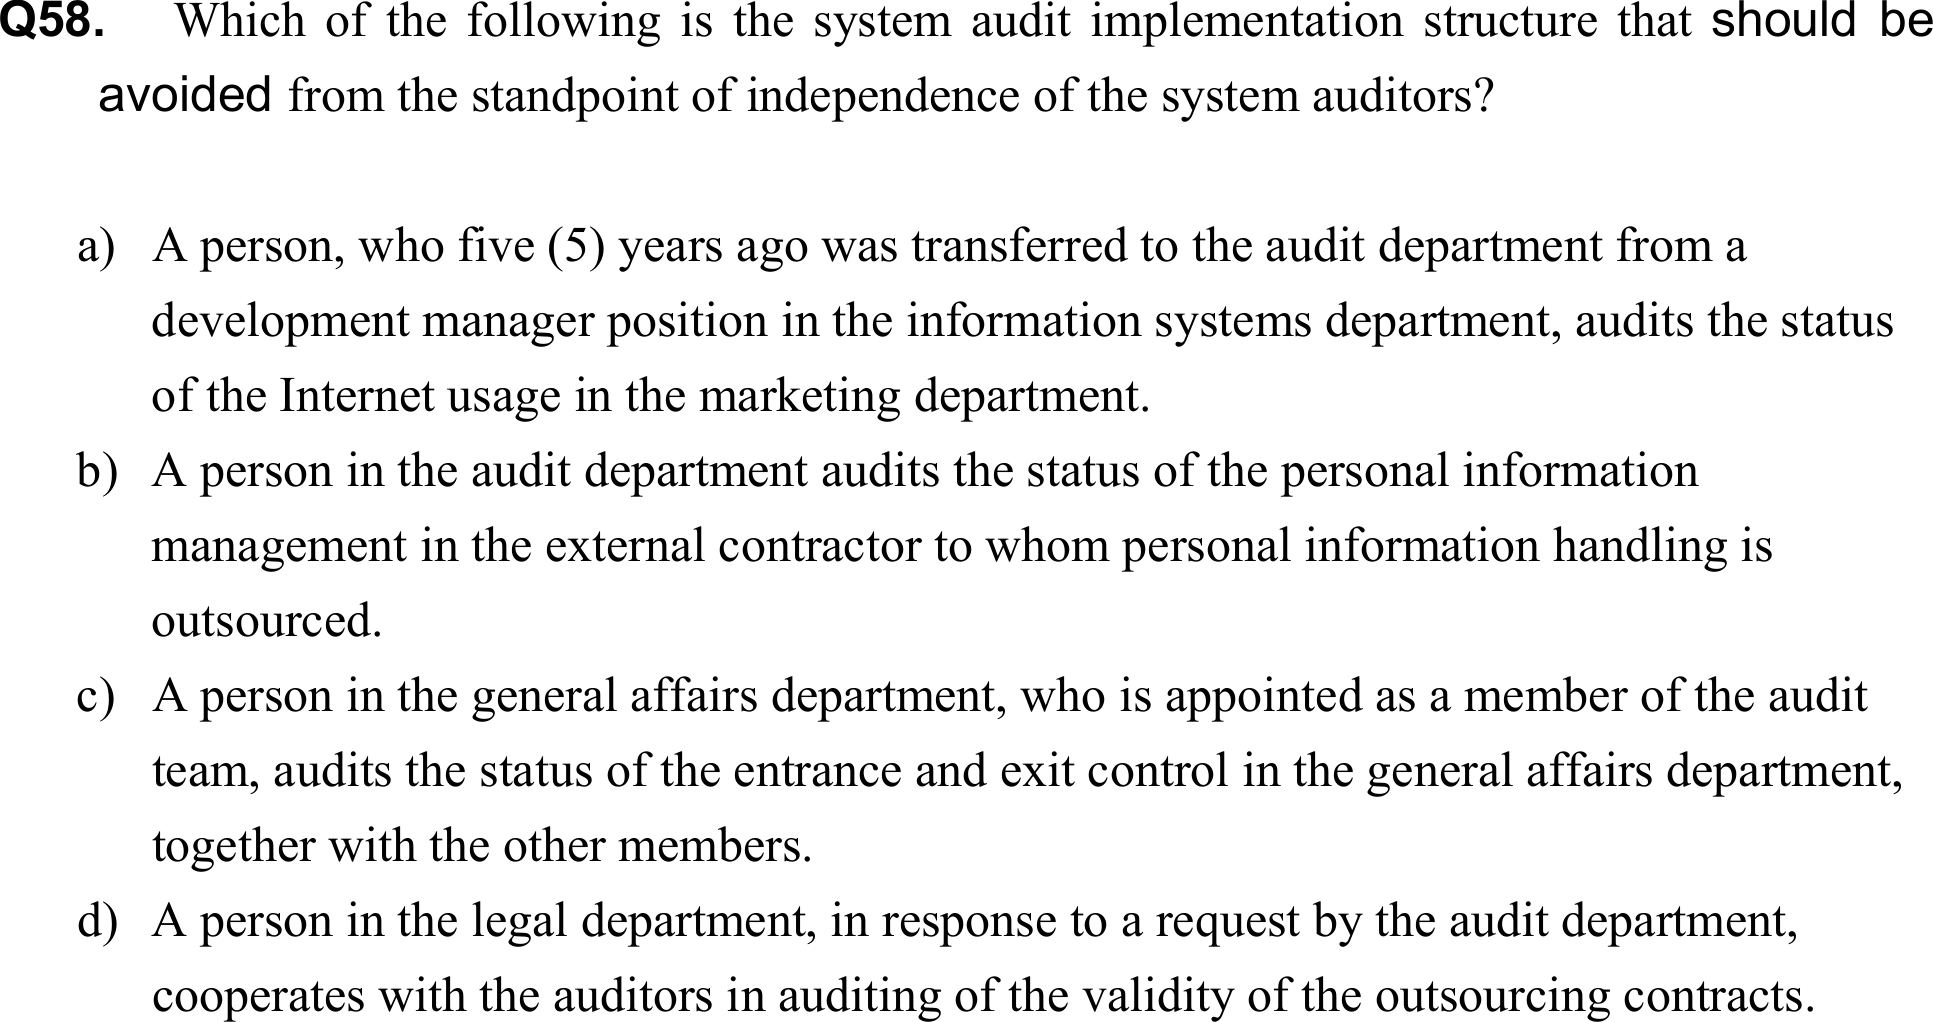 Q58. Which of the following is the system audit implementation structure that should be
avoided from the standpoint of independence of the system auditors?
a) A person, who five (5) years ago was transferred to the audit department from a
development manager position in the information systems department, audits the status
of the Internet usage in the marketing department.
b) A person in the audit department audits the status of the personal information
management in the external contractor to whom personal information handling is
outsourced.
c) A person in the general affairs department, who is appointed as a member of the audit
team, audits the status of the entrance and exit control in the general affairs department,
together with the other members.
d) A person in the legal department, in response to a request by the audit department,
cooperates with the auditors in auditing of the validity of the outsourcing contracts.